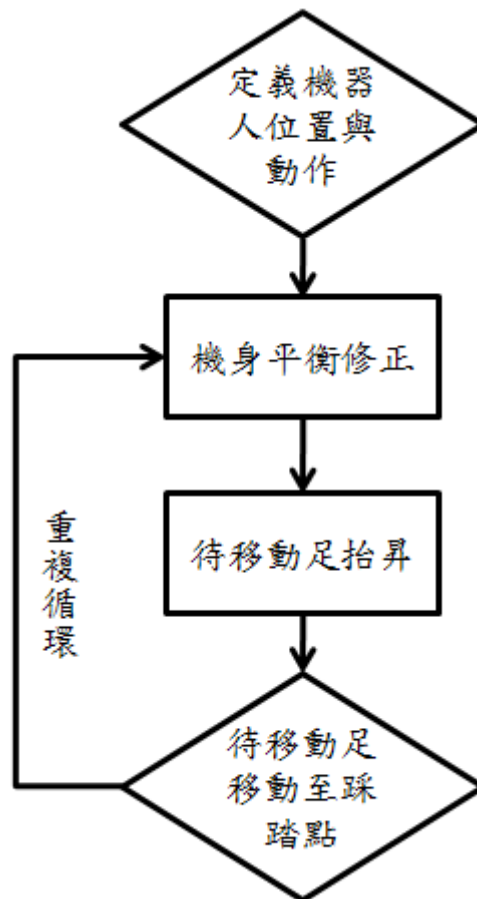 定義機器
人位置與
動作
機身平衡修正
待移動足抬昇
重複循環
待移動足
移動至踩
踏點